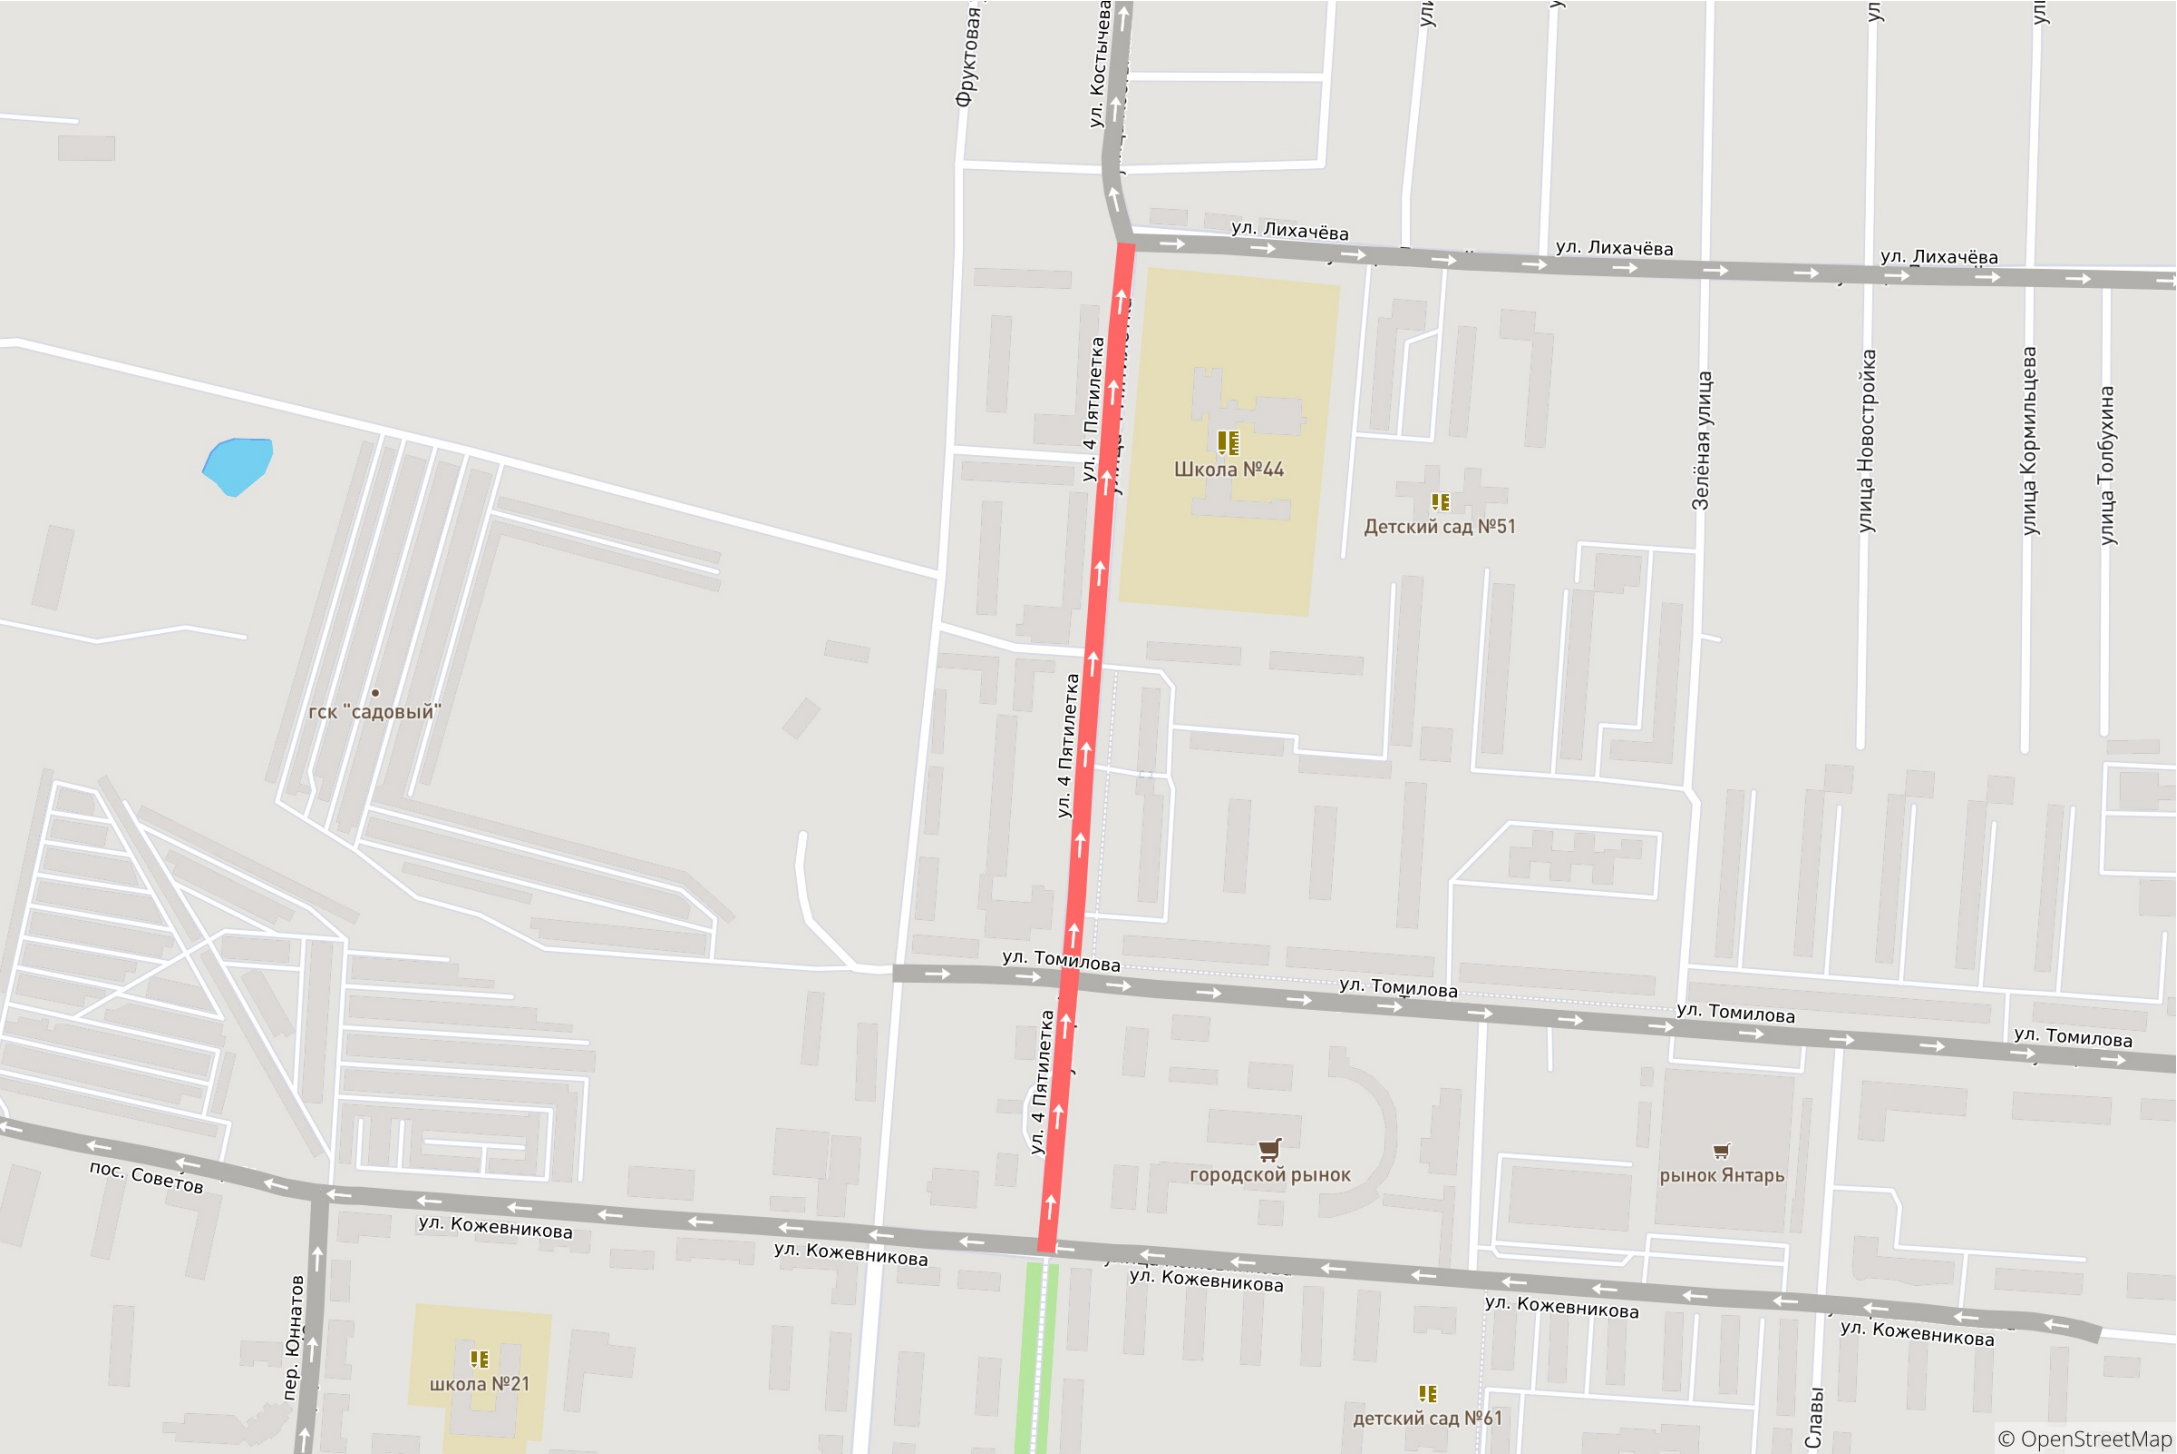 Фруктовая
ул. Костычева
ул. Лихачёва
ул. Лихачёва
ул. Лихачёва
ул. 4 Пятилетка
Школа №44
Детский сад №51
Зелёная улица
улица Новостройка
улица Кормильцева
улица Толбухина
гск "садовый"
ул. 4 Пятилетка
ул. Томилова
ул. Томилова
ул. Томилова
ул. Томилова
ул. 4 Пятилетка
городской рынок
рынок Янтарь
пос. Советов
ул. Кожевникова
ул. Кожевникова
ул. Кожевникова
ул. Кожевникова
ул. Кожевникова
пер. Юннатов
школа №21
детский сад №61
Славы
© OpenStreetMap